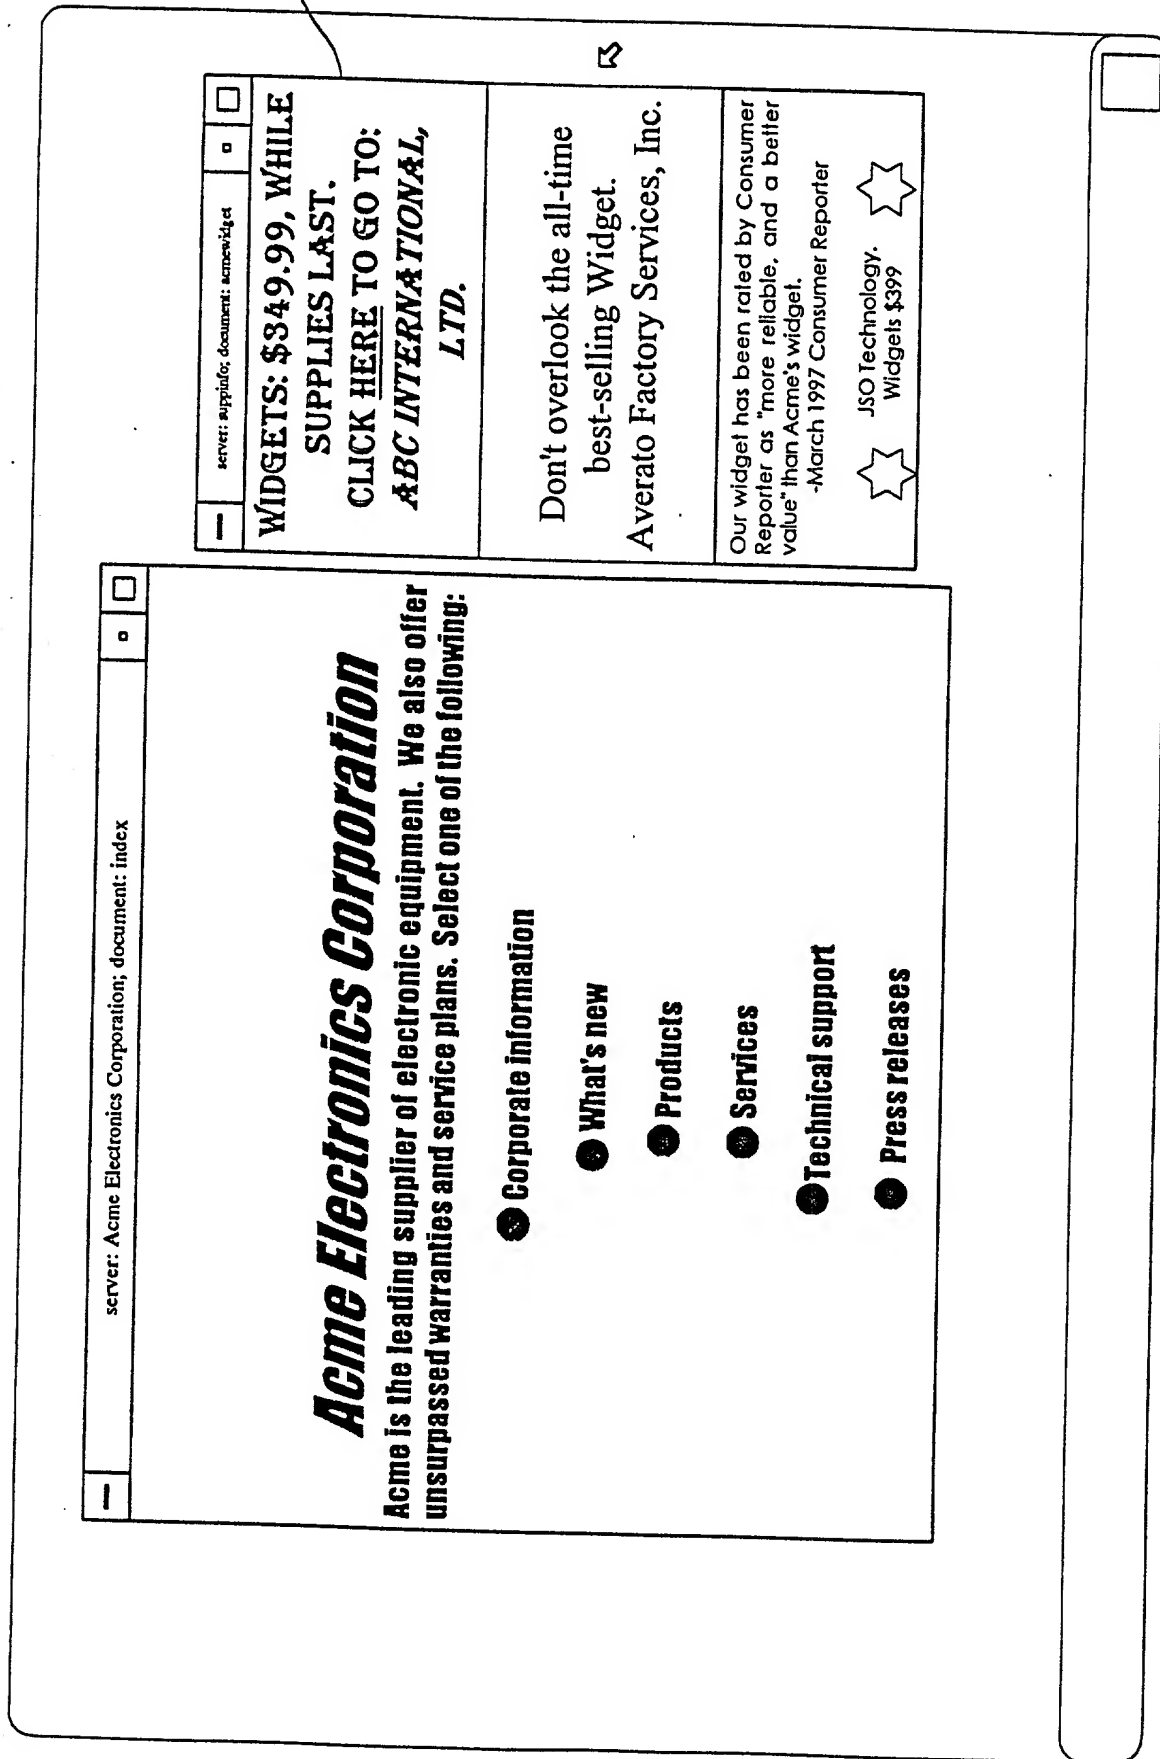 server: Acme Electronics Corporation; document: index
Acme Electronics Corporation
Acme is the leading supplier of electronic equipment. We also offer
unsurpassed warranties and service plans. Select one of the following:
Corporate information
What's new
Products
Services
Technical support
Press releases
server: suppinfo; document: acmewidget
WIDGETS: $349.99, WHILE
SUPPLIES LAST.
CLICK HERE TO GO TO:
ABC INTERNATIONAL,
LTD.
Don't overlook the all-time
best-selling Widget.
Averato Factory Services, Inc.
Our widget has been rated by Consumer
Reporter as "more reliable, and a better
value" than Acme's widget.
-March 1997 Consumer Reporter
JSO Technology.
Widgets $399